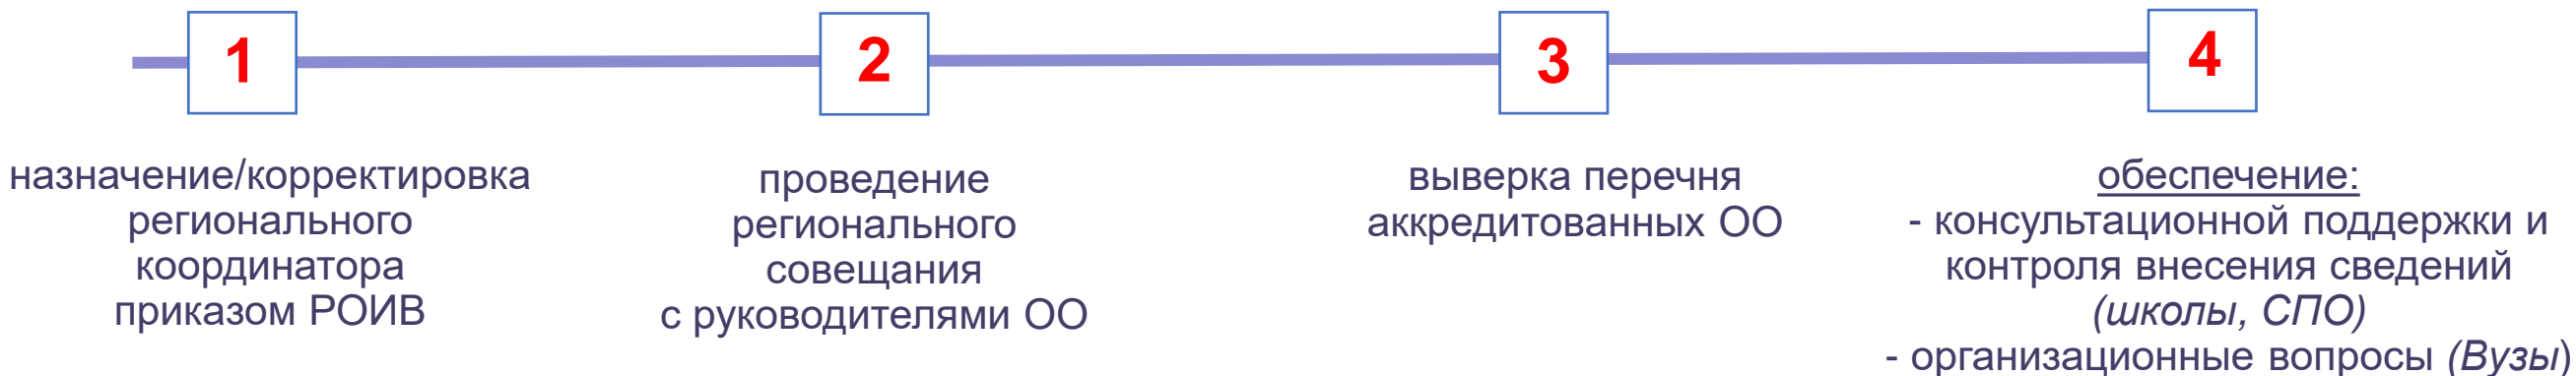 1
назначение/корректировка
регионального
координатора
приказом РОИВ
2
проведение
регионального
совещания
с руководителями ОО
3
выверка перечня
аккредитованных ОО
4
обеспечение:
- консультационной поддержки и
контроля внесения сведений
(школы, СПО)
- организационные вопросы (Вузы)